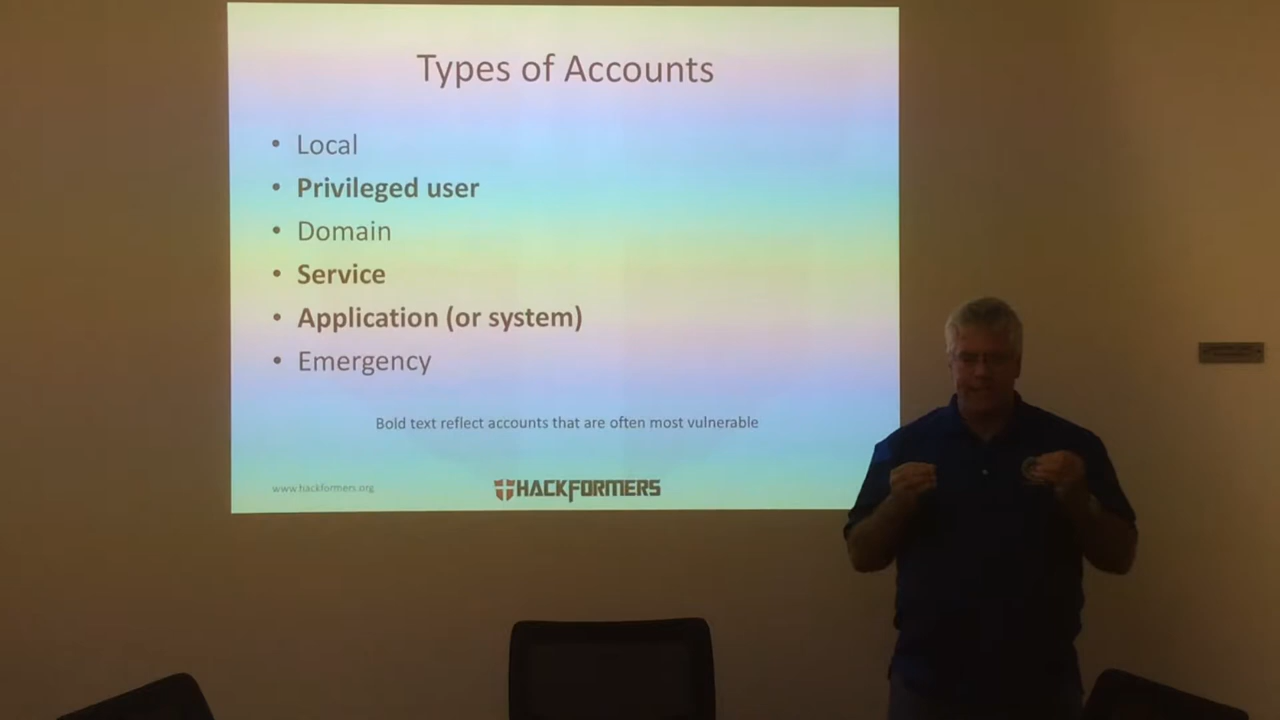 Types of Accounts
• Local
• Privileged user
• Domain
• Service
• Application (or system)
• Emergency
Bold text reflect accounts that are often most vulnerable
www.hackformers.org
HACKFORMERS